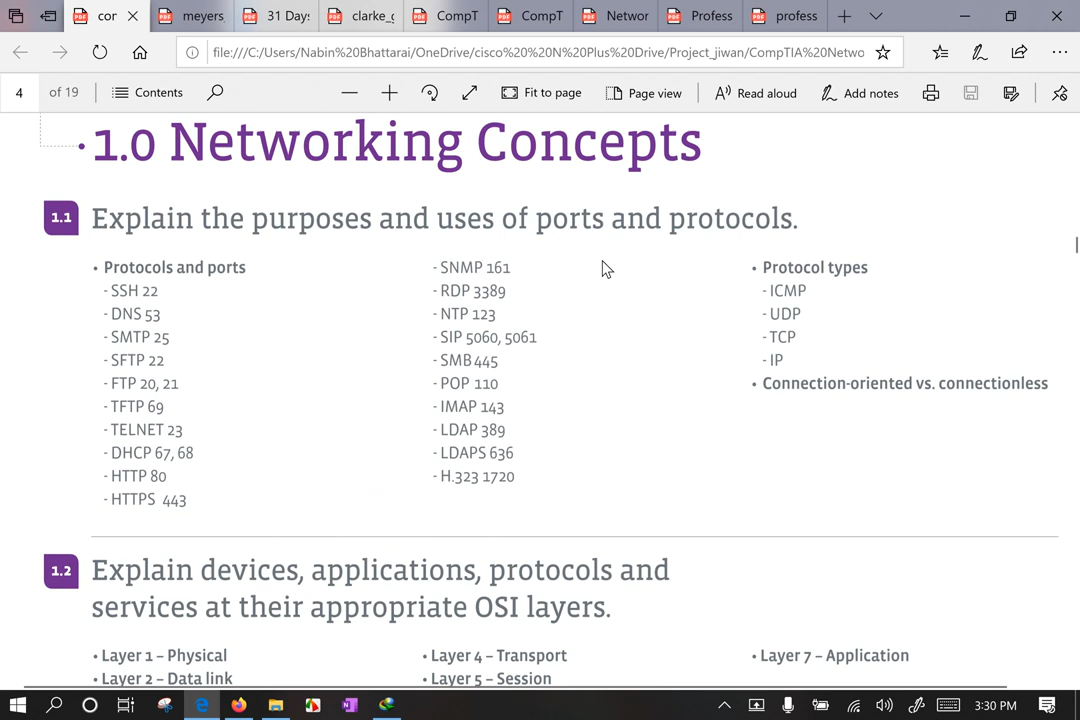 cor
meyers
31 Days
clarke_g
CompT
CompT
Networ
Profess
profess
file:///C:/Users/Nabin%20Bhattarai/OneDrive/cisco%20%20N%20Plus%20Drive/Project_jiwan/CompTIA%20Netwo
4 of 19 Contents Fit to page Page view Read aloud Add notes
1.0 Networking Concepts
1.1 Explain the purposes and uses of ports and protocols.
• Protocols and ports
- SSH 22
- DNS 53
- SMTP 25
- SFTP 22
- FTP 20, 21
- TFTP 69
- TELNET 23
- DHCP 67, 68
- HTTP 80
- HTTPS 443
- SNMP 161
- RDP 3389
- NTP 123
- SIP 5060, 5061
- SMB 445
- POP 110
- IMAP 143
- LDAP 389
- LDAPS 636
- H.323 1720
• Protocol types
- ICMP
- UDP
- TCP
- IP
• Connection-oriented vs. connectionless
1.2 Explain devices, applications, protocols and
services at their appropriate OSI layers.
• Layer 1 – Physical
• Layer 2 – Data link
• Layer 4 – Transport
• Layer 5 – Session
• Layer 7 – Application
3:30 PM